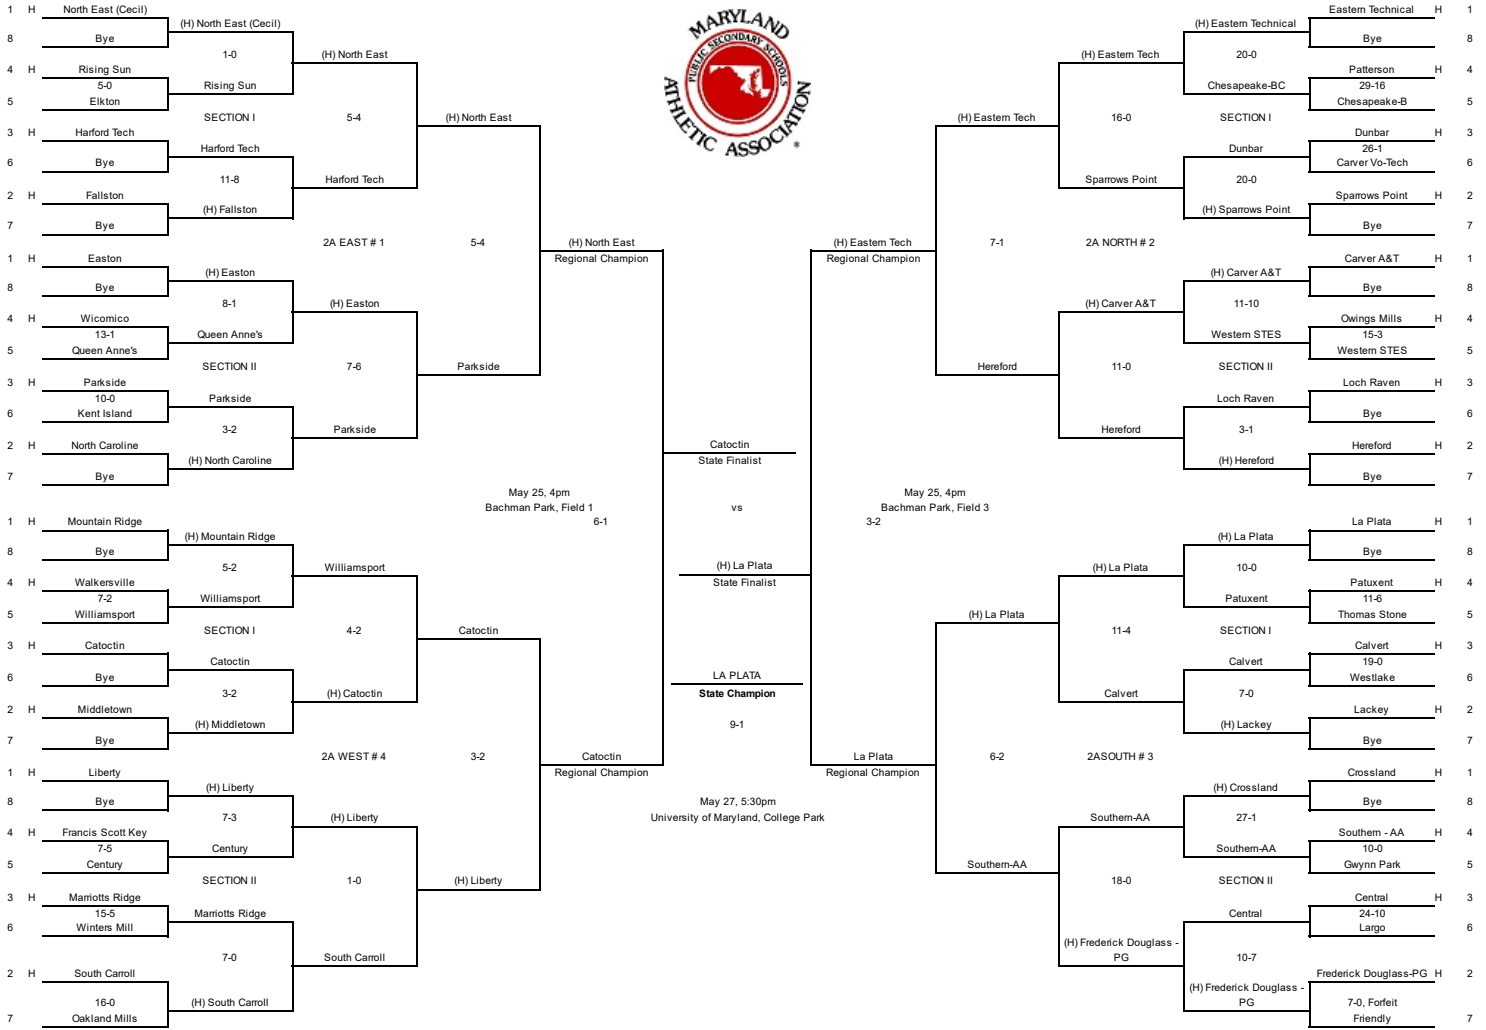 1 H North East (Cecil)
8 Bye
(H) North East (Cecil)
1-0
4 H Rising Sun
5-0
5 Elkton
Rising Sun
(H) North East
SECTION I
5-4
3 H Harford Tech
6 Bye
Harford Tech
11-8
2 H Fallston
7 Bye
(H) Fallston
Harford Tech
(H) North East
2A EAST # 1
5-4
1 H Easton
8 Bye
(H) Easton
8-1
4 H Wicomico
13-1
5 Queen Anne's
Queen Anne's
(H) Easton
SECTION II
7-6
3 H Parkside
10-0
6 Kent Island
Parkside
3-2
2 H North Caroline
7 Bye
(H) North Caroline
Parkside
Parkside
(H) North East
Regional Champion
May 25, 4pm
Bachman Park, Field 1
6-1
1 H Mountain Ridge
8 Bye
(H) Mountain Ridge
5-2
4 H Walkersville
7-2
5 Williamsport
Williamsport
Williamsport
SECTION I
4-2
3 H Catoctin
6 Bye
Catoctin
3-2
2 H Middletown
7 Bye
(H) Middletown
(H) Catoctin
Catoctin
2A WEST # 4
3-2
1 H Liberty
8 Bye
(H) Liberty
7-3
4 H Francis Scott Key
7-5
5 Century
Century
(H) Liberty
SECTION II
1-0
3 H Marriotts Ridge
15-5
6 Winters Mill
Marriotts Ridge
7-0
2 H South Carroll
16-0
7 Oakland Mills
(H) South Carroll
South Carroll
(H) Liberty
Catoctin
Regional Champion
MARYLAND
PUBLIC SECONDARY SCHOOLS
ATHLETIC ASSOCIATION
®
Catoctin
State Finalist
vs
(H) La Plata
State Finalist
LA PLATA
State Champion
9-1
May 27, 5:30pm
University of Maryland, College Park
Eastern Technical H 1
Bye 8
(H) Eastern Technical
20-0
Patterson H 4
29-16
Chesapeake-B 5
Chesapeake-BC
(H) Eastern Tech
SECTION I
16-0
Dunbar H 3
26-1
Carver Vo-Tech 6
Dunbar
20-0
Sparrows Point H 2
Bye 7
(H) Sparrows Point
Sparrows Point
(H) Eastern Tech
2A NORTH # 2
7-1
Carver A&T H 1
Bye 8
(H) Carver A&T
11-10
Owings Mills H 4
15-3
Western STES 5
Western STES
(H) Carver A&T
SECTION II
11-0
Loch Raven H 3
Bye 6
Loch Raven
3-1
Hereford H 2
Bye 7
(H) Hereford
Hereford
Hereford
(H) Eastern Tech
Regional Champion
May 25, 4pm
Bachman Park, Field 3
3-2
La Plata H 1
Bye 8
(H) La Plata
10-0
Patuxent H 4
11-6
Thomas Stone 5
Patuxent
(H) La Plata
SECTION I
11-4
Calvert H 3
19-0
Westlake 6
Calvert
7-0
Lackey H 2
Bye 7
(H) Lackey
Calvert
(H) La Plata
2ASOUTH # 3
6-2
Crossland H 1
Bye 8
(H) Crossland
27-1
Southern - AA H 4
10-0
Gwynn Park 5
Southern-AA
Southern-AA
SECTION II
18-0
Central H 3
24-10
Largo 6
Central
10-7
Frederick Douglass-PG H 2
7-0, Forfeit
Friendly 7
(H) Frederick Douglass -
PG
(H) Frederick Douglass -
PG
Southern-AA
La Plata
Regional Champion